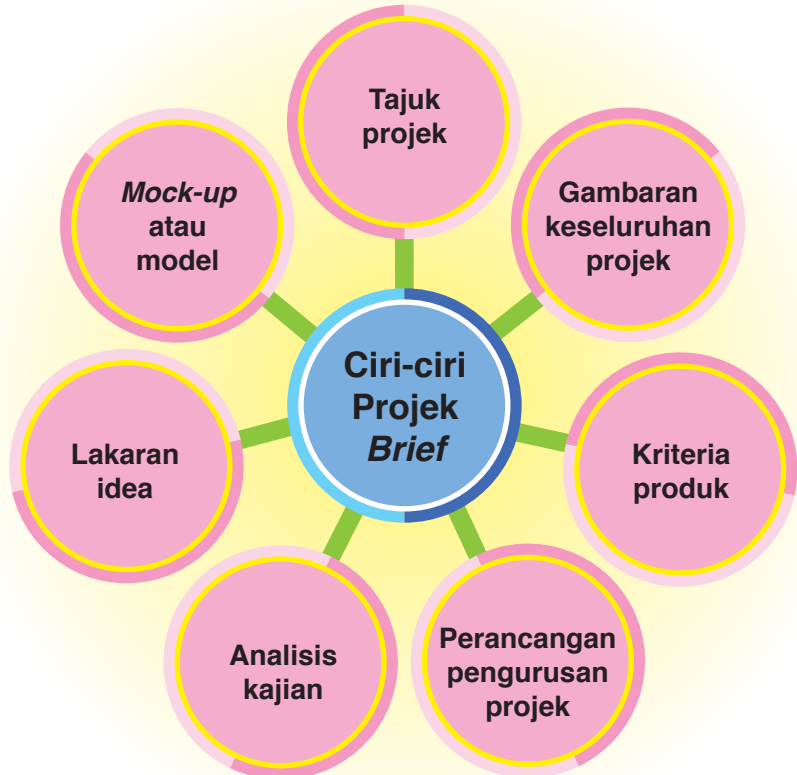 Ciri-ciri
Projek
Brief
Tajuk
projek
Gambaran
keseluruhan
projek
Kriteria
produk
Perancangan
pengurusan
projek
Analisis
kajian
Lakaran
idea
Mock-up
atau
model